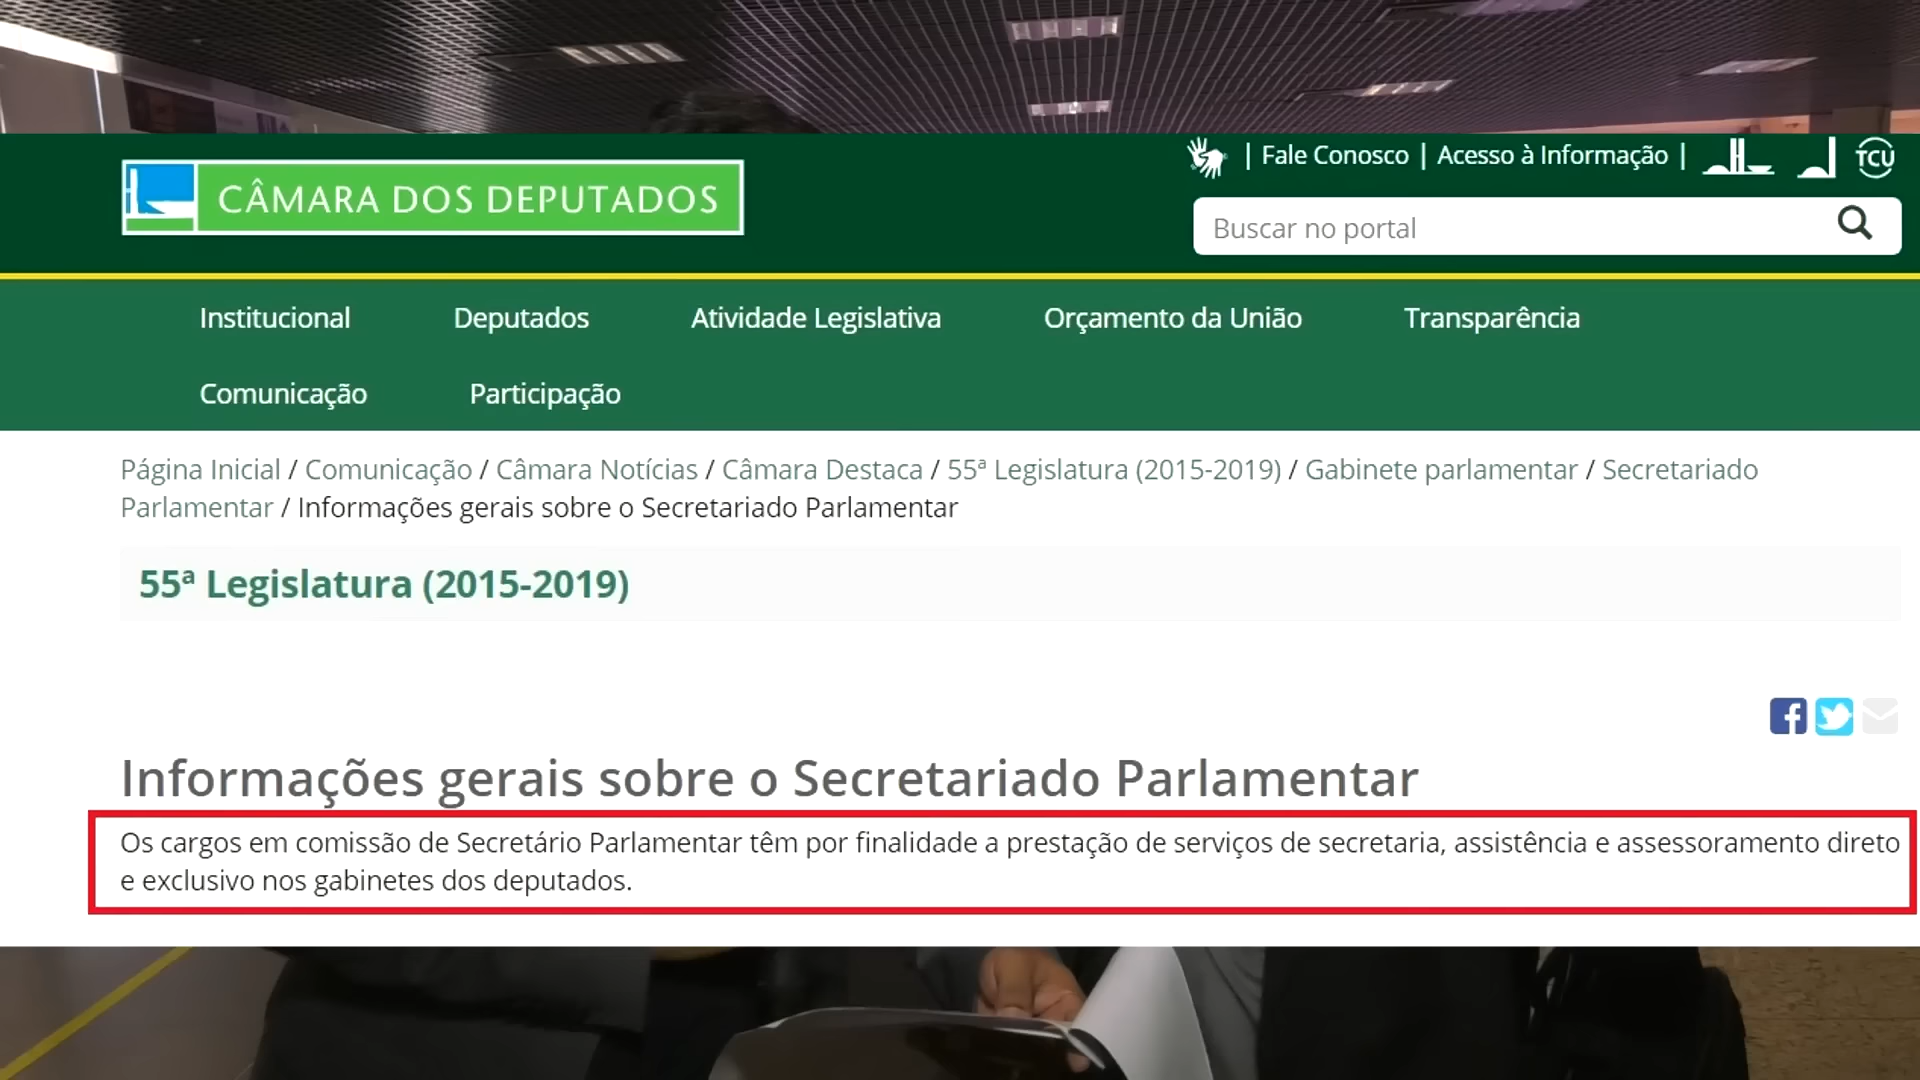 CÂMARA DOS DEPUTADOS
| Fale Conosco | Acesso à Informação |
TCU
Buscar no portal
Institucional Deputados Atividade Legislativa Orçamento da União Transparência
Comunicação Participação
Página Inicial / Comunicação / Câmara Notícias / Câmara Destaca / 55ª Legislatura (2015-2019) / Gabinete parlamentar / Secretariado
Parlamentar / Informações gerais sobre o Secretariado Parlamentar
55ª Legislatura (2015-2019)
Informações gerais sobre o Secretariado Parlamentar
Os cargos em comissão de Secretário Parlamentar têm por finalidade a prestação de serviços de secretaria, assistência e assessoramento direto
e exclusivo nos gabinetes dos deputados.